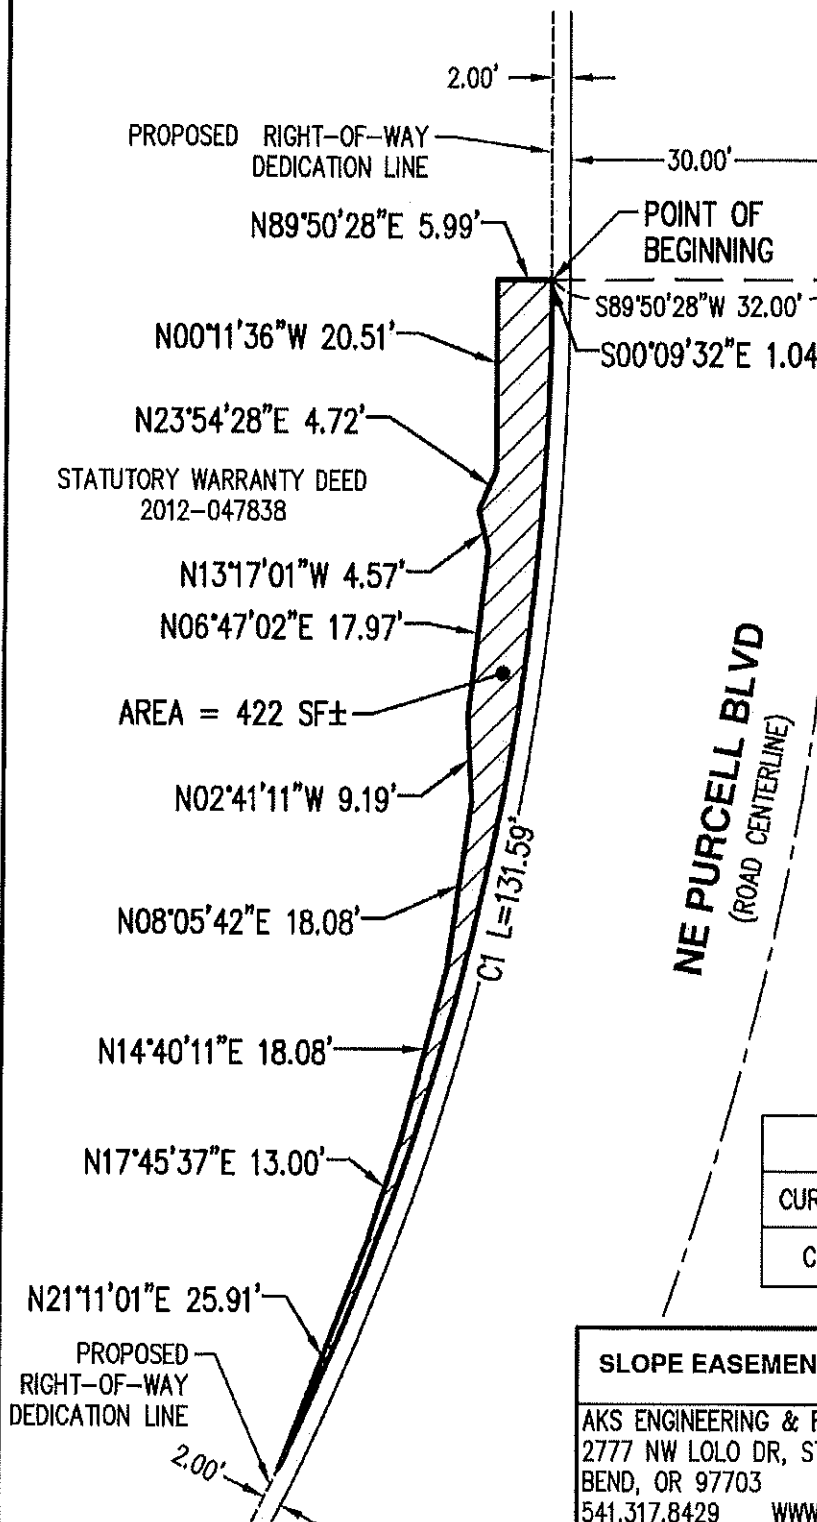 2.00'
PROPOSED RIGHT-OF-WAY
DEDICATION LINE
30.00'
N89°50'28"E 5.99'
POINT OF
BEGINNING
S89°50'28"W 32.00'
N00°11'36"W 20.51'
S00°09'32"E 1.04
N23°54'28"E 4.72'
STATUTORY WARRANTY DEED
2012-047838
N13°17'01"W 4.57'
N06°47'02"E 17.97'
AREA = 422 SF±
N02°41'11"W 9.19'
C1 L=131.59'
NE PURCELL BLVD
(ROAD CENTERLINE)
N08°05'42"E 18.08'
N14°40'11"E 18.08'
N17°45'37"E 13.00'
CUR
C
N21°11'01"E 25.91'
PROPOSED
RIGHT-OF-WAY
DEDICATION LINE
2.00'
SLOPE EASEMEN
AKS ENGINEERING & F
2777 NW LOLO DR, ST
BEND, OR 97703
541.317.8429 WWW